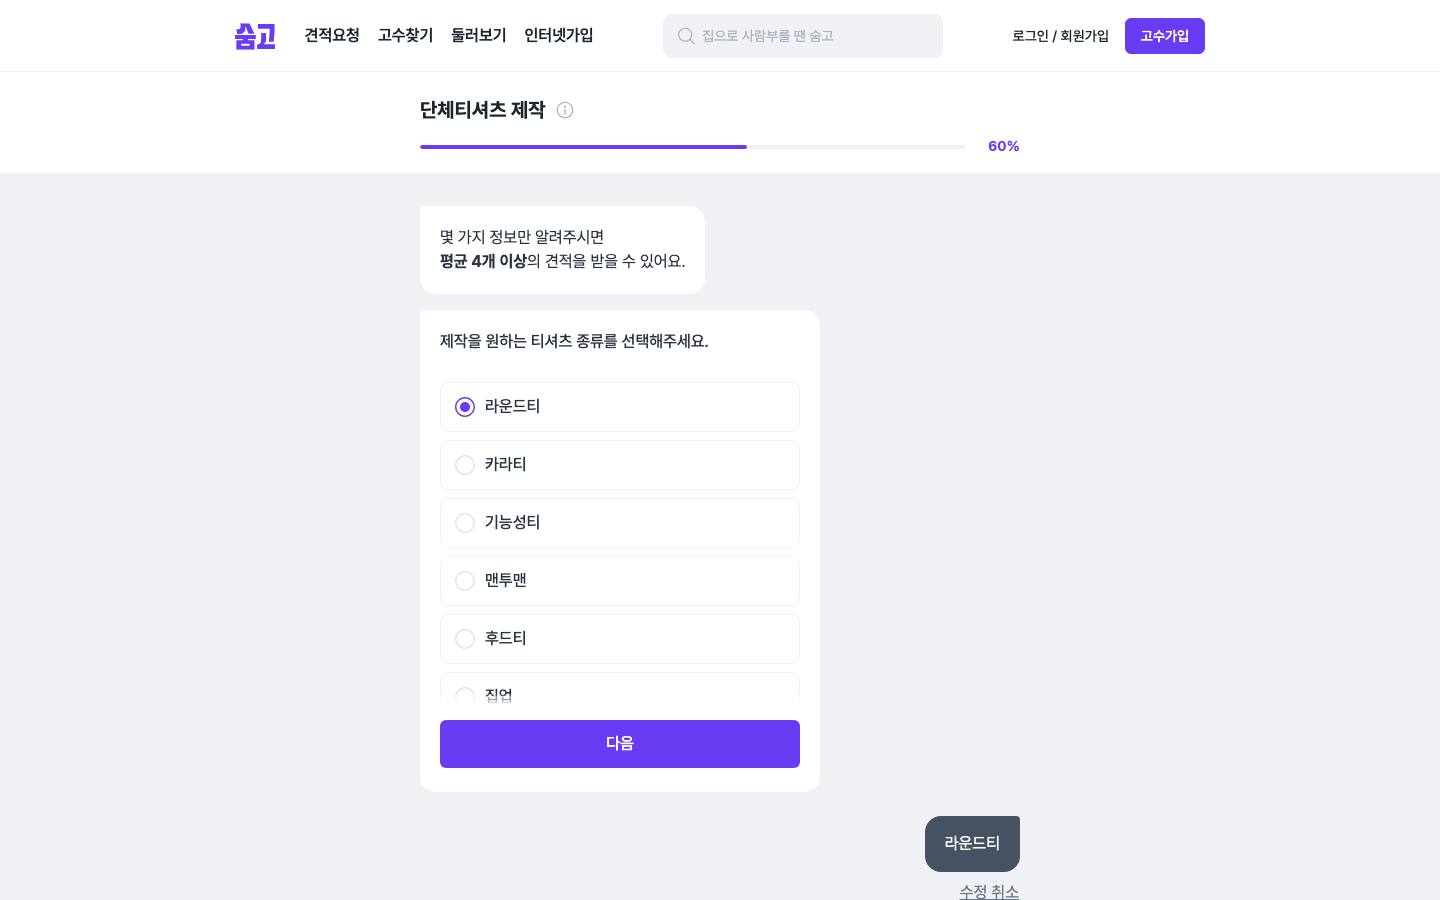 숨고
견적요청 고수찾기 둘러보기 인터넷가입
집으로 사람부를 땐 숨고
로그인 / 회원가입
고수가입
단체티셔츠 제작
60%
몇 가지 정보만 알려주시면
평균 4개 이상의 견적을 받을 수 있어요.
제작을 원하는 티셔츠 종류를 선택해주세요.
라운드티
카라티
기능성티
맨투맨
후드티
집업
다음
라운드티
수정 취소